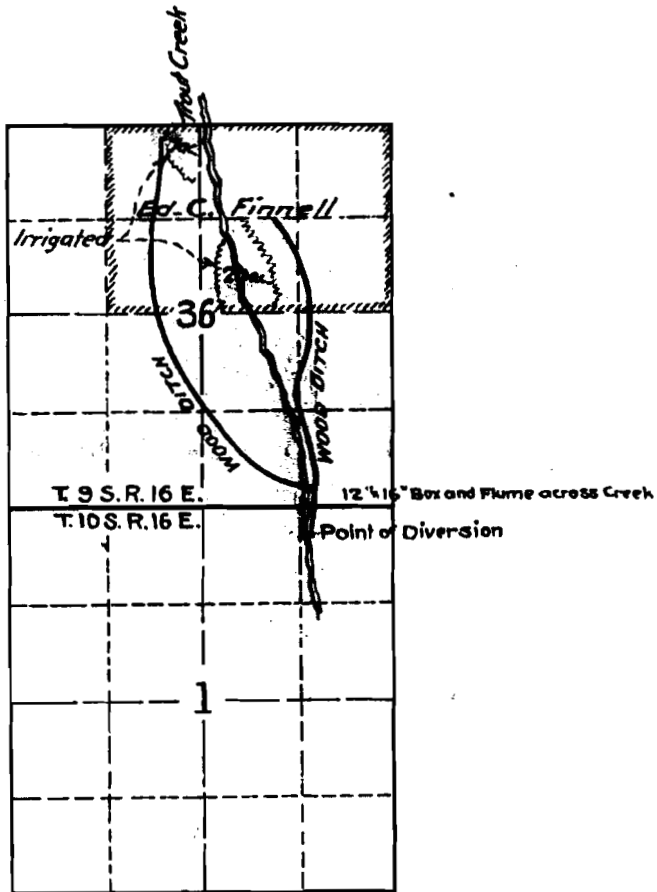 Trout Creek
Ed. C. Finnell
Irrigated
36
WOOD DITCH
WOOD DITCH
T. 9 S. R. 16 E.
12"x16" Box and Flume across Creek
T. 10 S. R. 16 E.
Point of Diversion
1